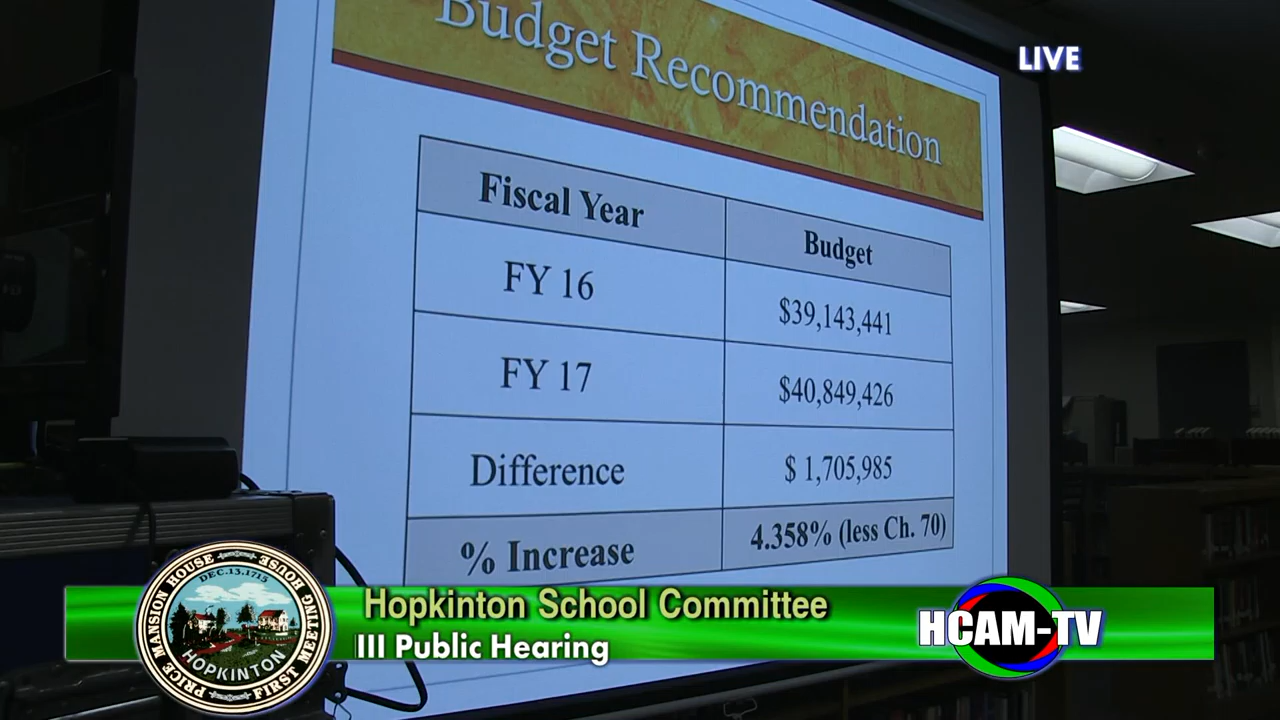 Budget Recommendation
LIVE
Fiscal Year
Budget
FY 16
$39,143,441
FY 17
$40,849,426
Difference
$ 1,705,985
% Increase
4.358% (less Ch. 70)
Hopkinton School Committee
III Public Hearing
HCAM-TV
PRICE MANSION HOUSE
HOUSE FIRST MEETING
DEC.13.1715
HOPKINTON